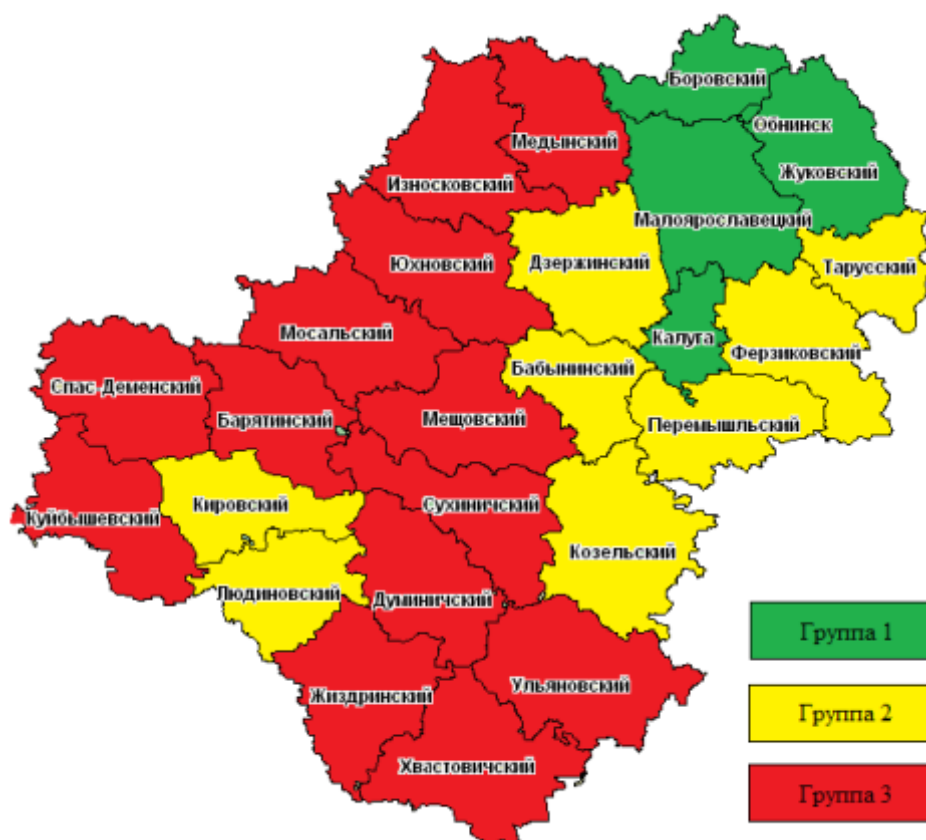 Боровский
Обнинск
Медынский
Жуковский
Износковский
Малоярославецкий
Юхновский
Дзержинский
Тарусский
Мосальский
Калуга
Ферзиковский
Бабынинский
Спас-Деменский
Барятинский
Мещовский
Перемышльский
Кировский
Сухиничский
Куйбышевский
Козельский
Людиновский
Думиничский
Группа 1
Ульяновский
Жиздринский
Группа 2
Хвастовичский
Группа 3